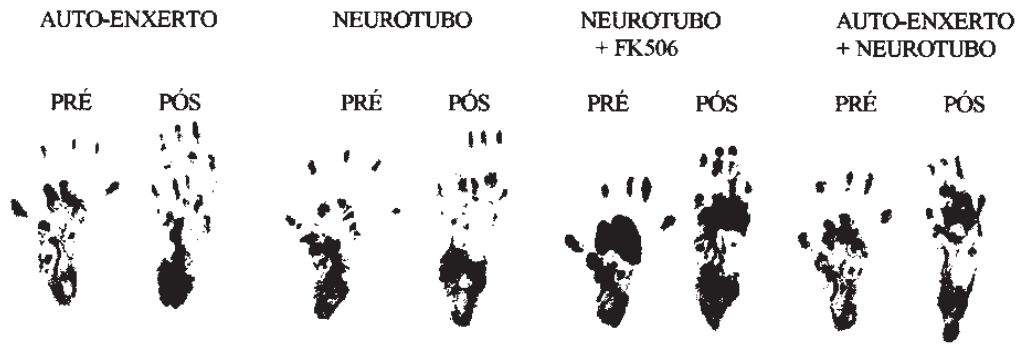 AUTO-ENXERTO
NEUROTUBO
NEUROTUBO
+ FK506
AUTO-ENXERTO
+ NEUROTUBO
PRÉ PÓS PRÉ PÓS PRÉ PÓS PRÉ PÓS